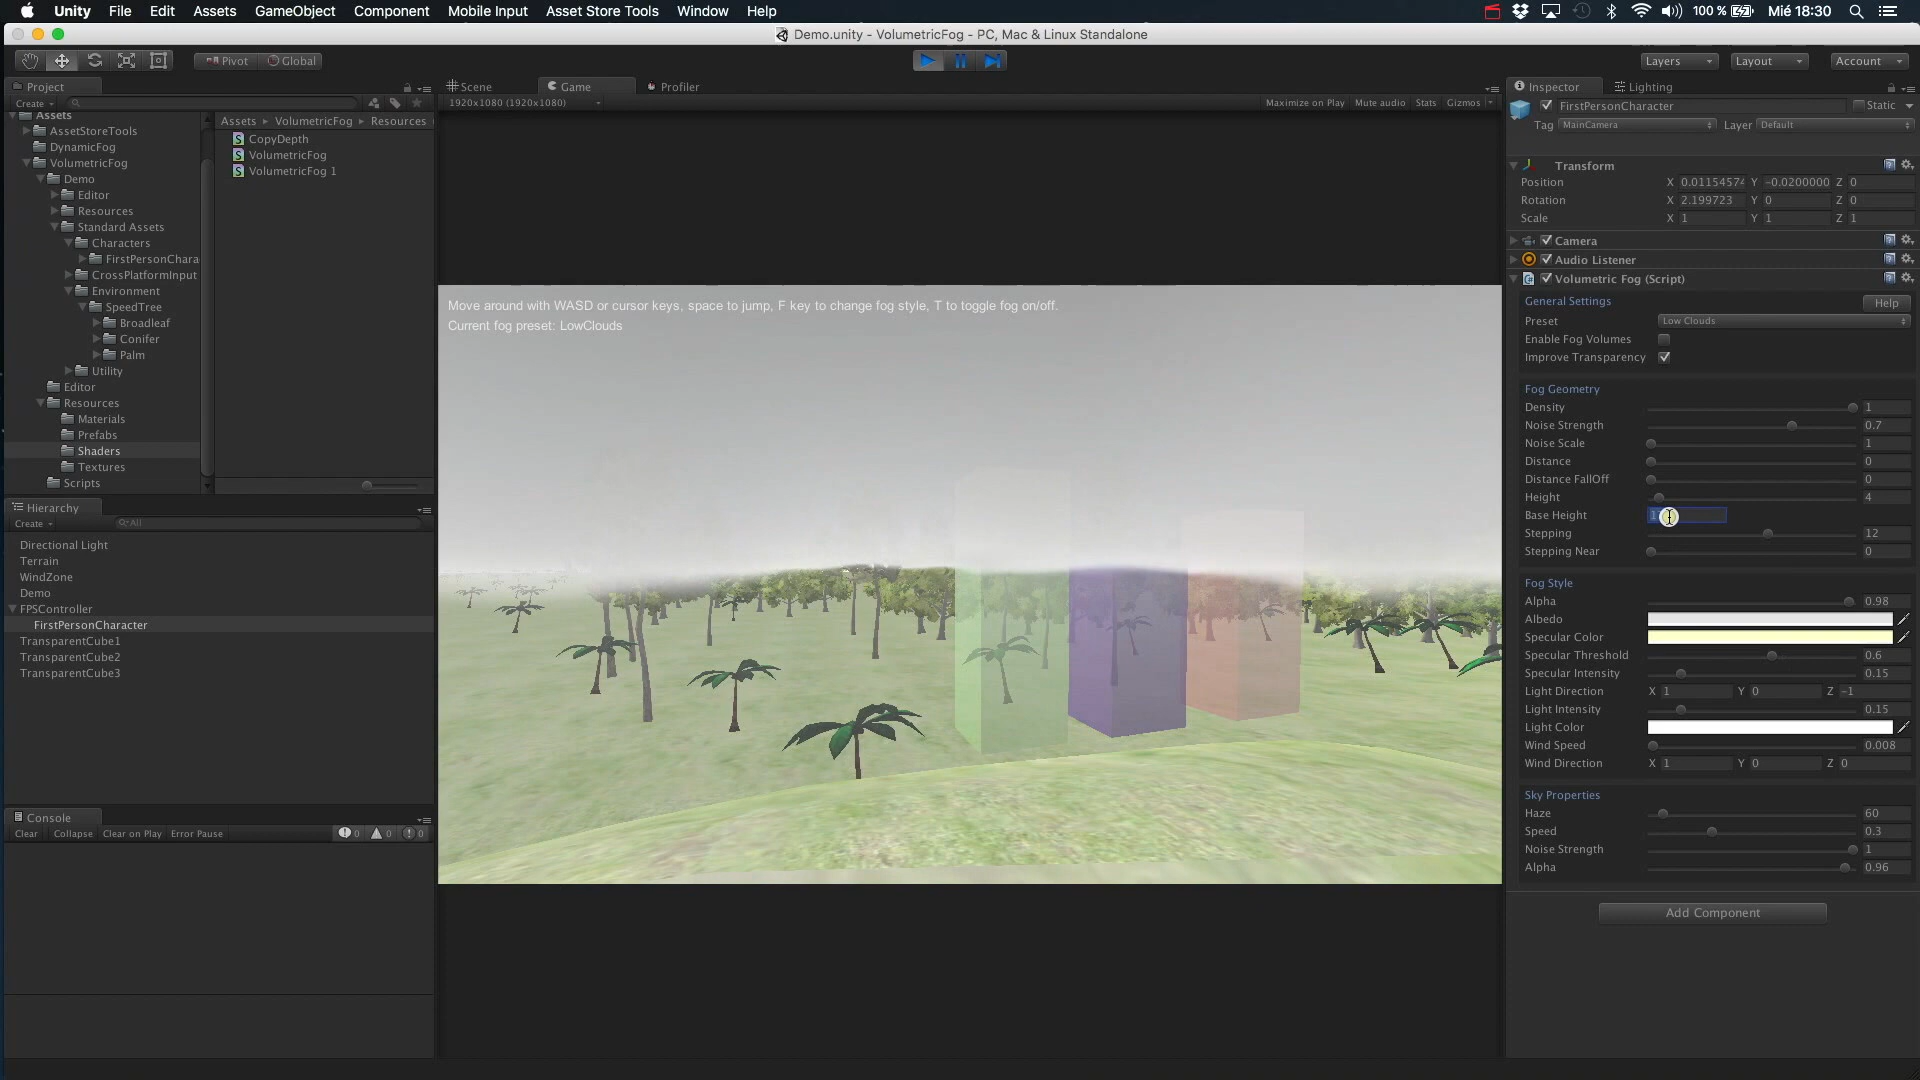 Unity File Edit Assets GameObject Component Mobile Input Asset Store Tools Window Help 100 % Mié 18:30
Demo.unity - VolumetricFog - PC, Mac & Linux Standalone
Pivot Global Layers Layout Account
Project
Create
Assets
AssetStoreTools
DynamicFog
VolumetricFog
Demo
Editor
Resources
Standard Assets
Characters
FirstPersonChara
CrossPlatformInput
Environment
SpeedTree
Broadleaf
Conifer
Palm
Utility
Editor
Resources
Materials
Prefabs
Shaders
Textures
Scripts
Assets VolumetricFog Resources
CopyDepth
VolumetricFog
VolumetricFog 1
Hierarchy
Create All
Directional Light
Terrain
WindZone
Demo
FPSController
FirstPersonCharacter
TransparentCube1
TransparentCube2
TransparentCube3
Console
Clear Collapse Clear on Play Error Pause 0 0 0
Scene Game Profiler
1920x1080 (1920x1080) Maximize on Play Mute audio Stats Gizmos
Move around with WASD or cursor keys, space to jump, F key to change fog style, T to toggle fog on/off.
Current fog preset: LowClouds
Inspector Lighting
FirstPersonCharacter Static
Tag MainCamera Layer Default
Transform
Position X 0.01154574 Y -0.0200000 Z 0
Rotation X 2.199723 Y 0 Z 0
Scale X 1 Y 1 Z 1
Camera
Audio Listener
Volumetric Fog (Script)
General Settings Help
Preset Low Clouds
Enable Fog Volumes
Improve Transparency
Fog Geometry
Density 1
Noise Strength 0.7
Noise Scale 1
Distance 0
Distance FallOff 0
Height 4
Base Height
Stepping 12
Stepping Near 0
Fog Style
Alpha 0.98
Albedo
Specular Color
Specular Threshold 0.6
Specular Intensity 0.15
Light Direction X 1 Y 0 Z -1
Light Intensity 0.15
Light Color
Wind Speed 0.008
Wind Direction X 1 Y 0 Z 0
Sky Properties
Haze 60
Speed 0.3
Noise Strength 1
Alpha 0.96
Add Component